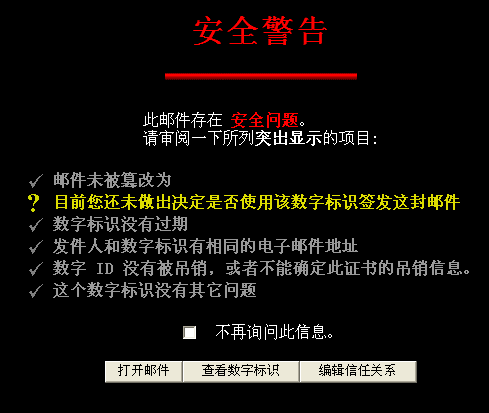 安全警告
此邮件存在 安全问题。
请审阅一下所列突出显示的项目:
邮件未被篡改为
目前您还未做出决定是否使用该数字标识签发这封邮件
数字标识没有过期
发件人和数字标识有相同的电子邮件地址
数字 ID 没有被吊销，或者不能确定此证书的吊销信息。
这个数字标识没有其它问题
不再询问此信息。
打开邮件 查看数字标识 编辑信任关系